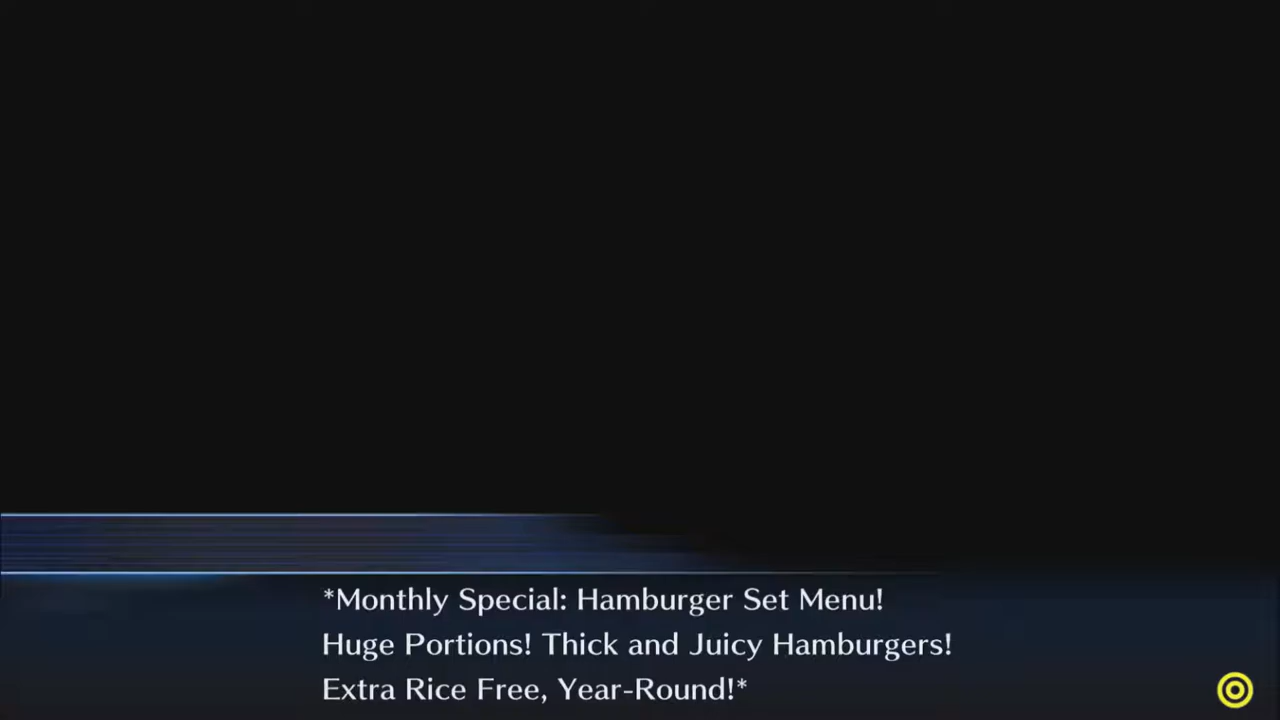 *Monthly Special: Hamburger Set Menu!
Huge Portions! Thick and Juicy Hamburgers!
Extra Rice Free, Year-Round!*